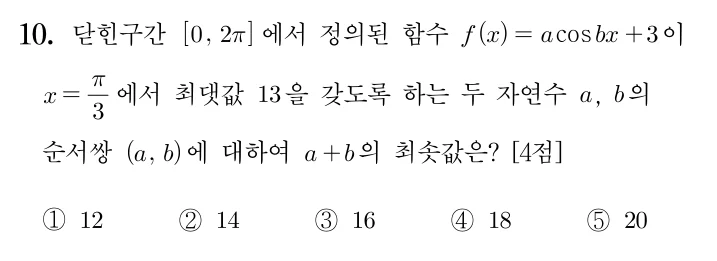 10. 닫힌구간 [0, 2π]에서 정의된 함수 f(x) = a cos bx + 3이
x = π/3 에서 최댓값 13을 갖도록 하는 두 자연수 a, b의
순서쌍 (a, b)에 대하여 a+b의 최솟값은? [4점]
① 12 ② 14 ③ 16 ④ 18 ⑤ 20